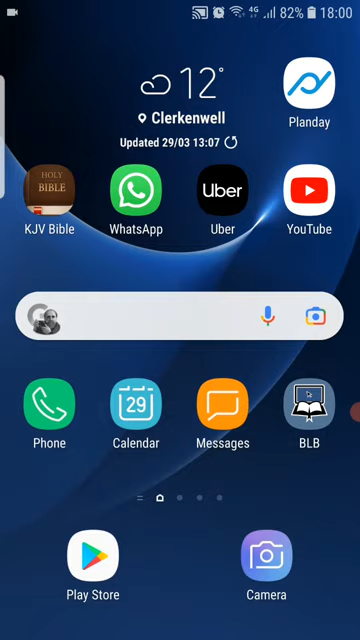 4G 82% 18:00
12°
Clerkenwell
Updated 29/03 13:07
Planday
HOLY
BIBLE
Uber
KJV Bible WhatsApp Uber YouTube
29
Phone Calendar Messages BLB
Play Store Camera